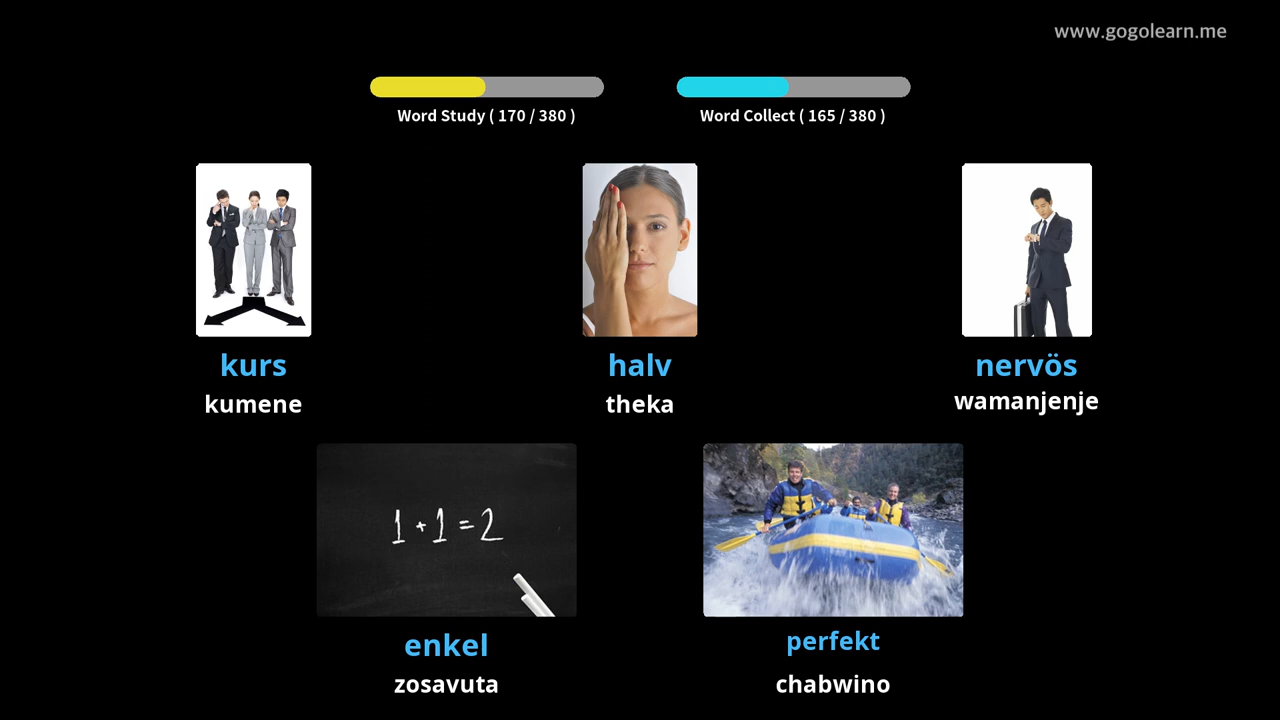 www.gogolearn.me
Word Study ( 170 / 380 )
Word Collect ( 165 / 380 )
kurs
kumene
halv
theka
nervös
wamanjenje
1 + 1 = 2
enkel
zosavuta
perfekt
chabwino